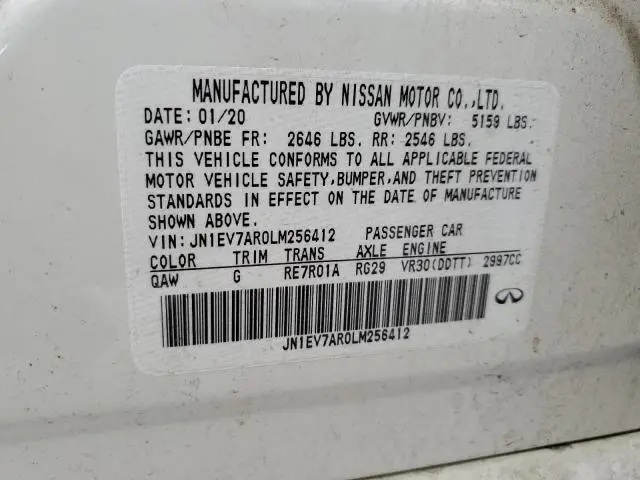 MANUFACTURED BY NISSAN MOTOR CO.,LTD.
DATE: 01/20 GVWR/PNBV: 5159 LBS.
GAWR/PNBE FR: 2646 LBS. RR: 2546 LBS.
THIS VEHICLE CONFORMS TO ALL APPLICABLE FEDERAL
MOTOR VEHICLE SAFETY,BUMPER,AND THEFT PREVENTION
STANDARDS IN EFFECT ON THE DATE OF MANUFACTURE
SHOWN ABOVE.
VIN:JN1EV7AR0LM256412 PASSENGER CAR
COLOR TRIM TRANS AXLE ENGINE
QAW G RE7R01A RG29 VR30(DDTT) 2997CC
JN1EV7AR0LM256412